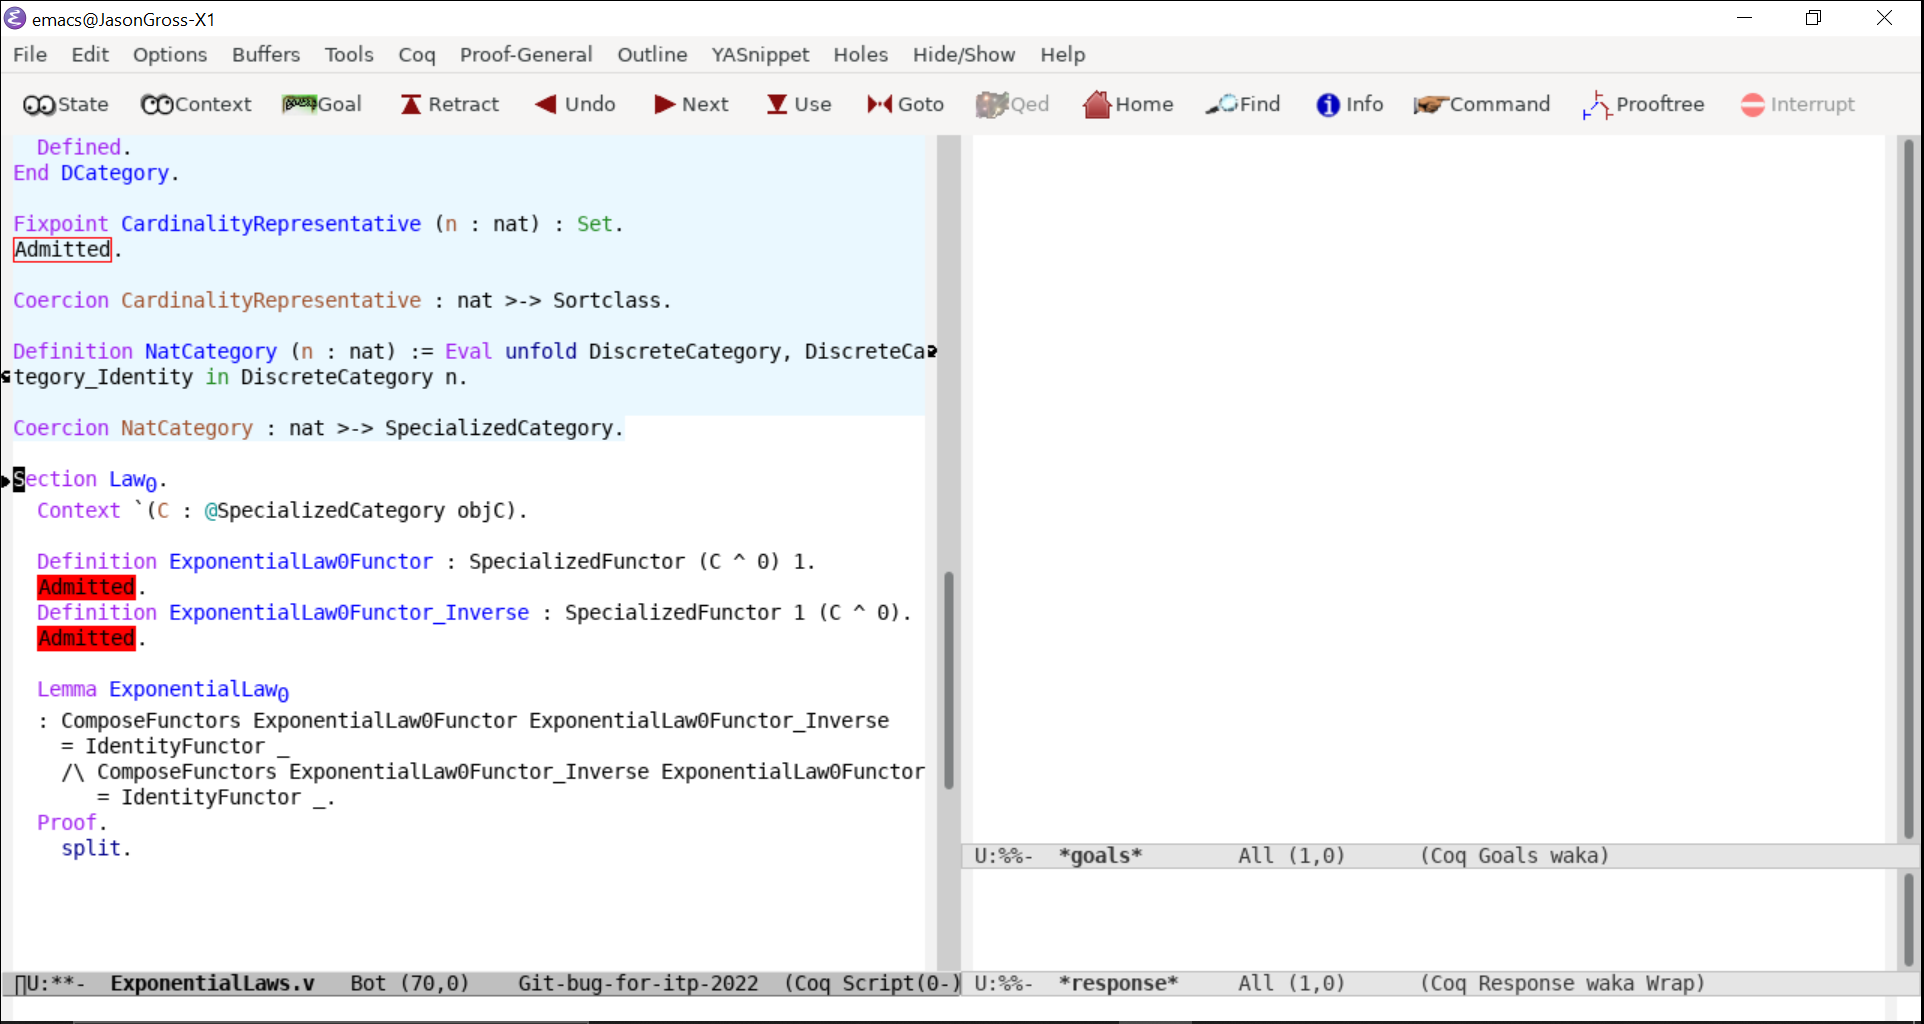 emacs@JasonGross-X1
File Edit Options Buffers Tools Coq Proof-General Outline YASnippet Holes Hide/Show Help
State Context Goal Retract Undo Next Use Goto Qed Home Find Info Command Prooftree Interrupt
Defined.
End DCategory.
Fixpoint CardinalityRepresentative (n : nat) : Set.
Admitted.
Coercion CardinalityRepresentative : nat >-> Sortclass.
Definition NatCategory (n : nat) := Eval unfold DiscreteCategory, DiscreteCa
tegory_Identity in DiscreteCategory n.
Coercion NatCategory : nat >-> SpecializedCategory.
Section Law₀.
Context `(C : @SpecializedCategory objC).
Definition ExponentialLaw0Functor : SpecializedFunctor (C ^ 0) 1.
Admitted.
Definition ExponentialLaw0Functor_Inverse : SpecializedFunctor 1 (C ^ 0).
Admitted.
Lemma ExponentialLaw₀
: ComposeFunctors ExponentialLaw0Functor ExponentialLaw0Functor_Inverse
= IdentityFunctor _
/\ ComposeFunctors ExponentialLaw0Functor_Inverse ExponentialLaw0Functor
= IdentityFunctor _.
Proof.
split.
U:**- ExponentialLaws.v Bot (70,0) Git-bug-for-itp-2022 (Coq Script(0-)
U:%%- *goals* All (1,0) (Coq Goals waka)
U:%%- *response* All (1,0) (Coq Response waka Wrap)